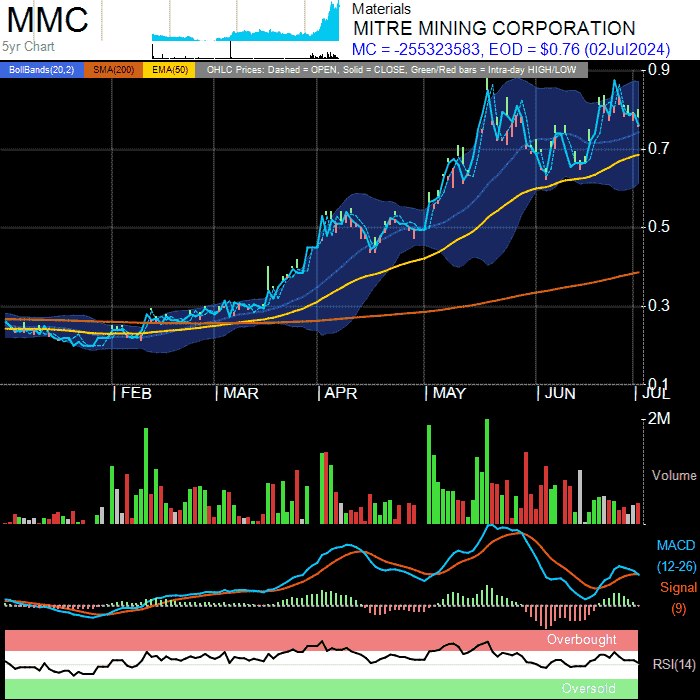 MMC
5yr Chart
Materials
MITRE MINING CORPORATION
MC = -255323583, EOD = $0.76 (02Jul2024)
BollBands(20,2) SMA(200) EMA(50) OHLC Prices: Dashed = OPEN, Solid = CLOSE, Green/Red bars = Intra-day HIGH/LOW
0.9
0.7
0.5
0.3
0.1
FEB MAR APR MAY JUN JUL
2M
Volume
MACD
(12-26)
Signal
(9)
Overbought
RSI(14)
Oversold